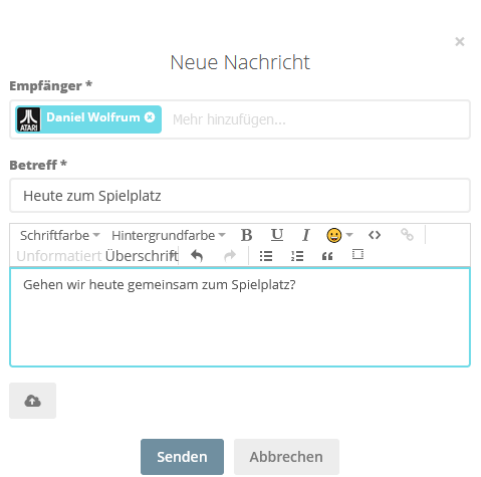 ×
Neue Nachricht
Empfänger *
ATARI Daniel Wolfrum Mehr hinzufügen...
Betreff *
Heute zum Spielplatz
Schriftfarbe Hintergrundfarbe B U I
Unformatiert Überschrift
Gehen wir heute gemeinsam zum Spielplatz?
Senden Abbrechen